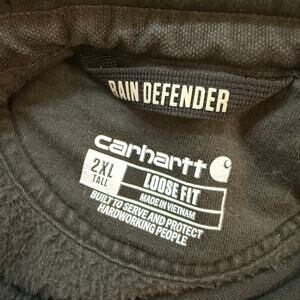 RAIN DEFENDER
carhartt
2XL
TALL
LOOSE FIT
MADE IN VIETNAM
BUILT TO SERVE AND PROTECT
HARDWORKING PEOPLE